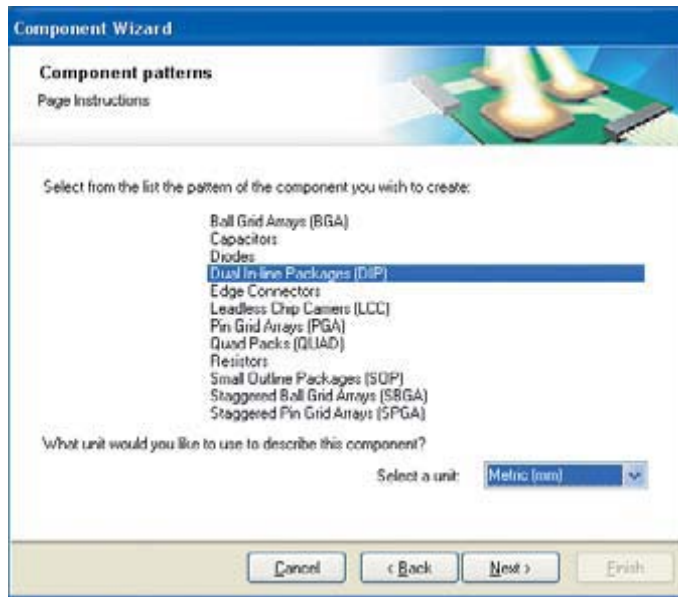 Component Wizard
Component patterns
Page Instructions
Select from the list the pattern of the component you wish to create:
Ball Grid Arrays (BGA)
Capacitors
Diodes
Dual In-line Packages (DIP)
Edge Connectors
Leadless Chip Carriers (LCC)
Pin Grid Arrays (PGA)
Quad Packs (QUAD)
Resistors
Small Outline Packages (SOP)
Staggered Ball Grid Arrays (SBGA)
Staggered Pin Grid Arrays (SPGA)
What unit would you like to use to describe this component?
Select a unit: Metric (mm)
Cancel < Back Next > Finish